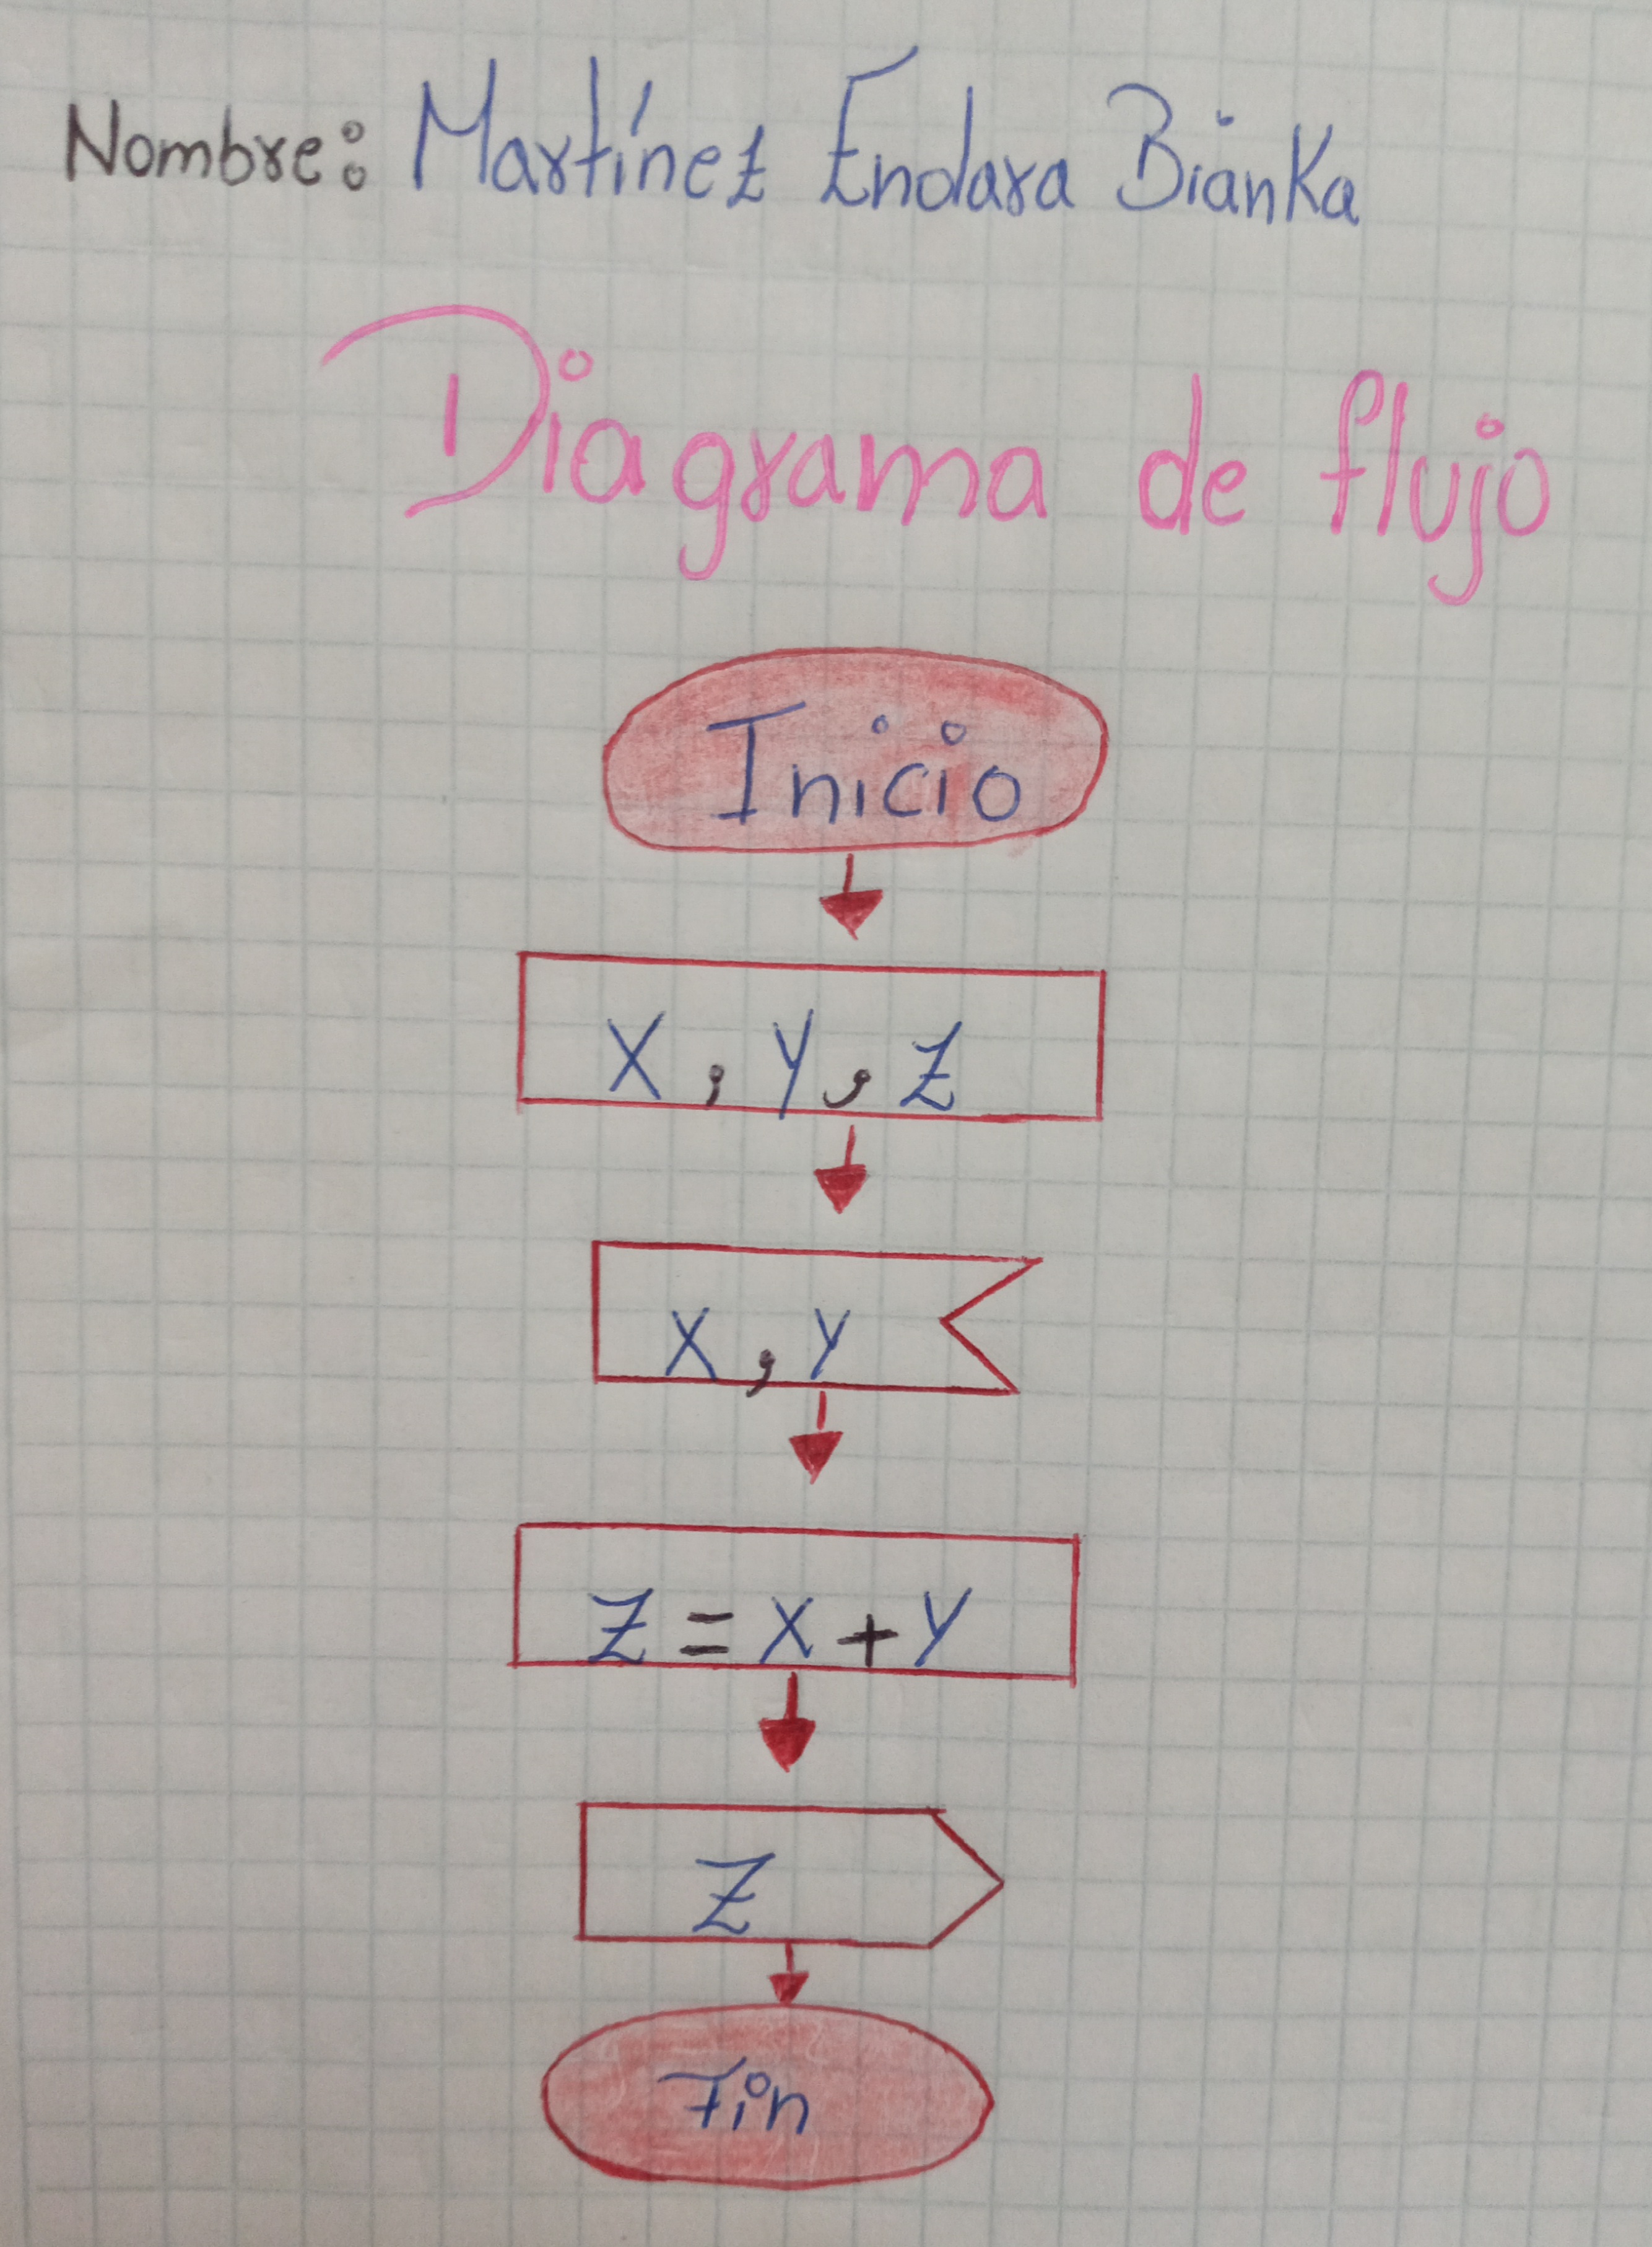 Nombre: Martínez Endara Bianka
Diagrama de flujo
Inicio
X, Y, Z
X, Y
Z = X + Y
Z
Fin